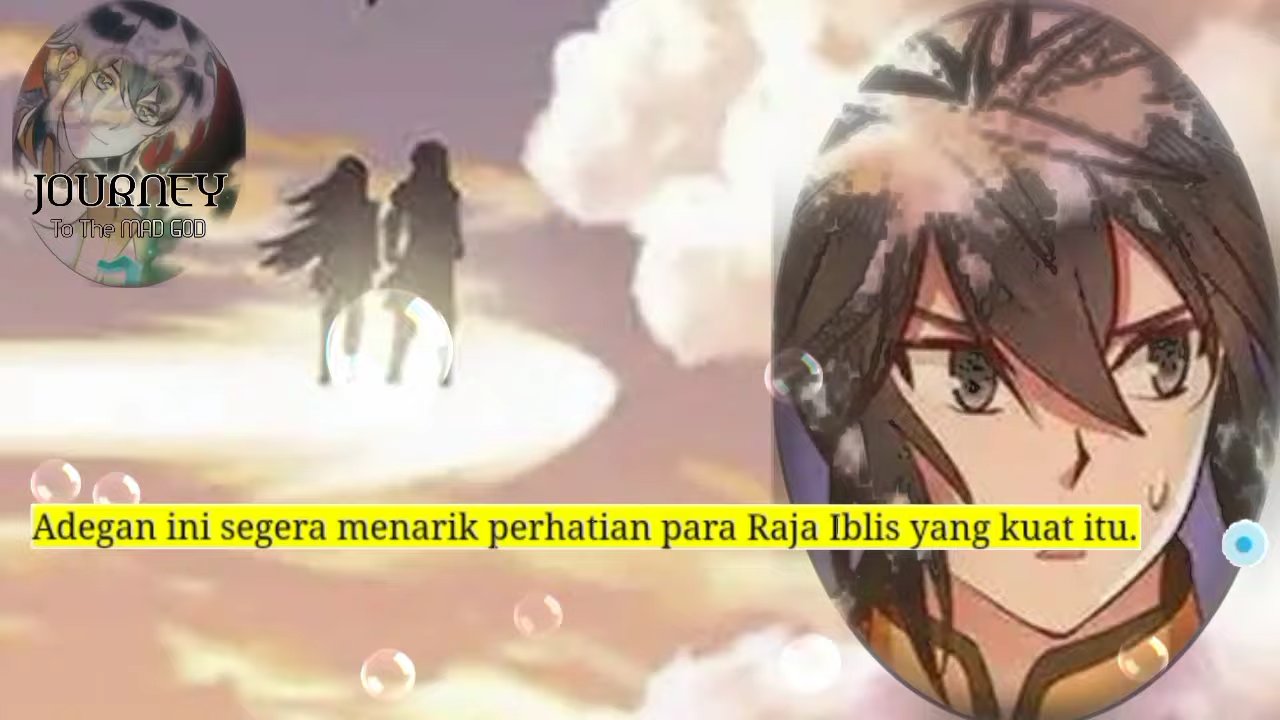 JOURNEY
To The MAD GOD
Adegan ini segera menarik perhatian para Raja Iblis yang kuat itu.